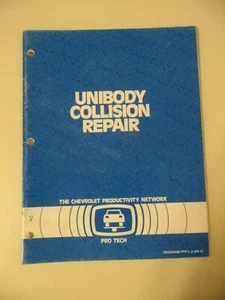 UNIBODY
COLLISION
REPAIR
THE CHEVROLET PRODUCTIVITY NETWORK
PRO TECH